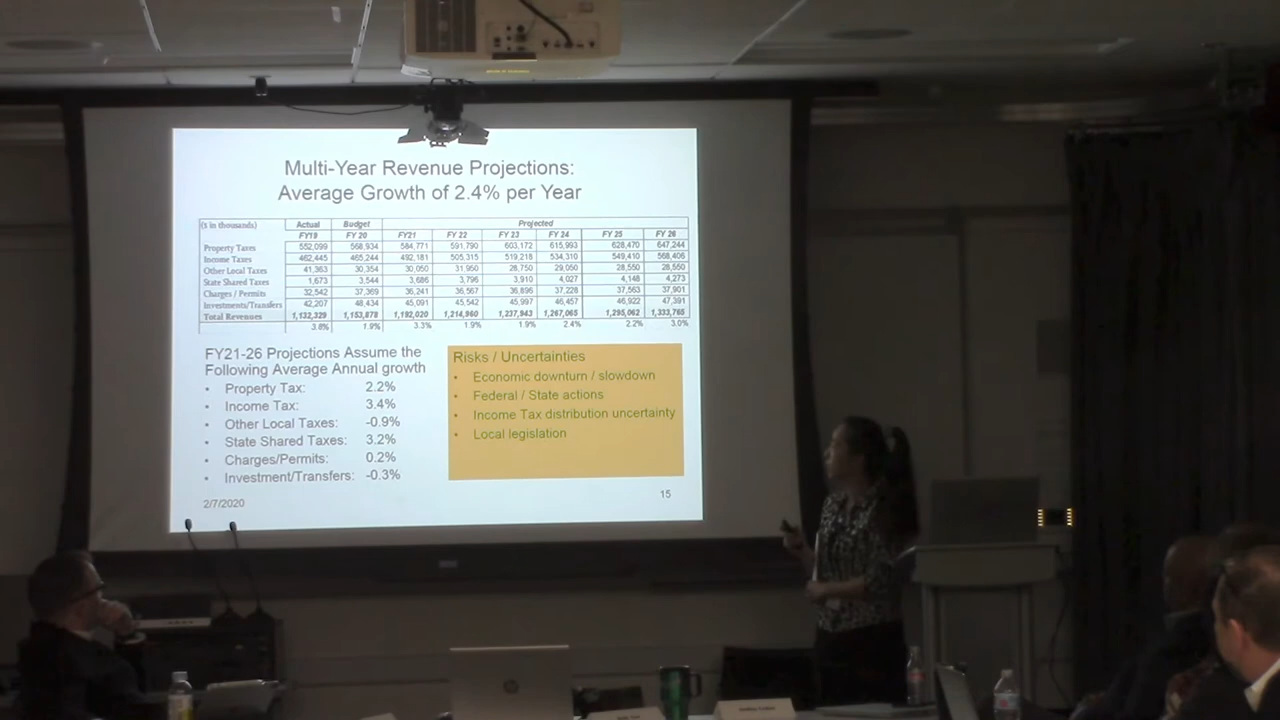 Multi-Year Revenue Projections:
Average Growth of 2.4% per Year
($ in thousands) Actual Budget Projected
FY19 FY 20 FY21 FY 22 FY 23 FY 24 FY 25 FY 26
Property Taxes 552,099 568,934 584,771 591,790 603,172 615,993 628,470 647,244
Income Taxes 462,445 465,244 492,181 505,315 519,218 534,310 549,410 568,406
Other Local Taxes 41,363 30,354 30,050 31,950 28,750 29,050 28,550 28,550
State Shared Taxes 1,673 3,544 3,686 3,796 3,910 4,027 4,148 4,273
Charges / Permits 32,542 37,369 36,241 36,567 36,896 37,228 37,563 37,901
Investments/Transfers 42,207 48,434 45,091 45,542 45,997 46,457 46,922 47,391
Total Revenues 1,132,329 1,153,878 1,192,020 1,214,960 1,237,943 1,267,065 1,295,062 1,333,765
3.8% 1.9% 3.3% 1.9% 1.9% 2.4% 2.2% 3.0%
FY21-26 Projections Assume the
Following Average Annual growth
• Property Tax: 2.2%
• Income Tax: 3.4%
• Other Local Taxes: -0.9%
• State Shared Taxes: 3.2%
• Charges/Permits: 0.2%
• Investment/Transfers: -0.3%
Risks / Uncertainties
• Economic downturn / slowdown
• Federal / State actions
• Income Tax distribution uncertainty
• Local legislation
2/7/2020
15
hp